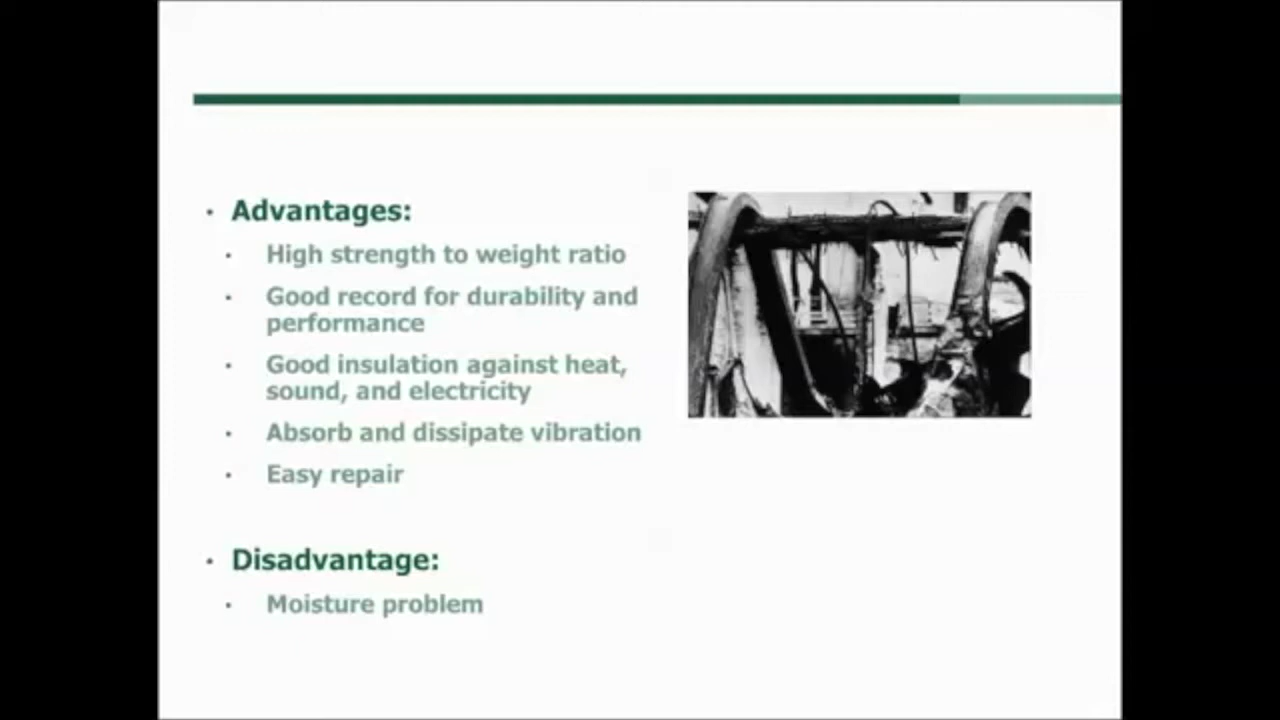 Advantages:
High strength to weight ratio
Good record for durability and
performance
Good insulation against heat,
sound, and electricity
Absorb and dissipate vibration
Easy repair
Disadvantage:
Moisture problem